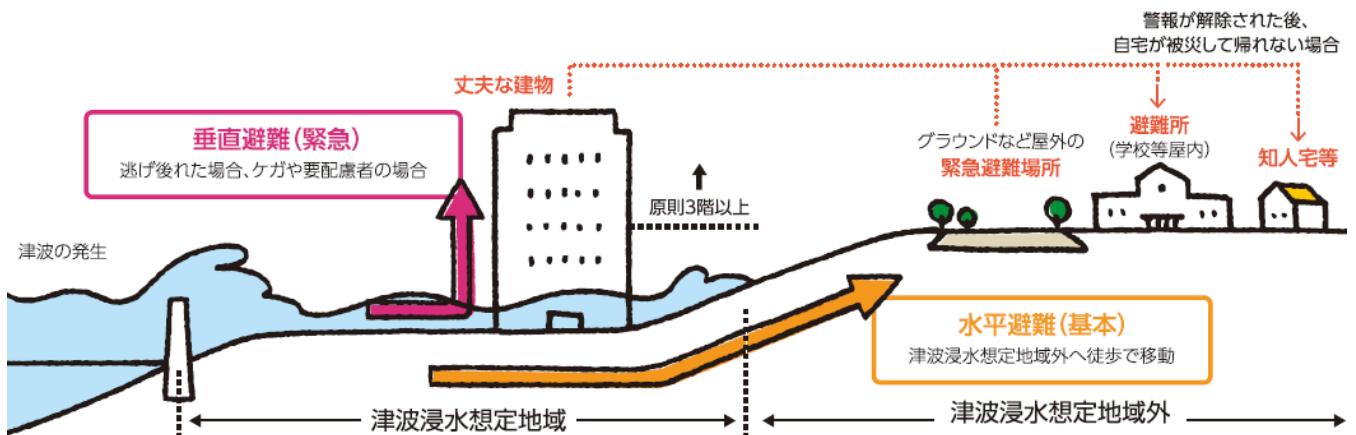 警報が解除された後、
自宅が被災して帰れない場合
丈夫な建物
垂直避難(緊急)
逃げ後れた場合、ケガや要配慮者の場合
グラウンドなど屋外の
緊急避難場所
避難所
(学校等屋内)
知人宅等
原則3階以上
津波の発生
水平避難(基本)
津波浸水想定地域外へ徒歩で移動
津波浸水想定地域
津波浸水想定地域外